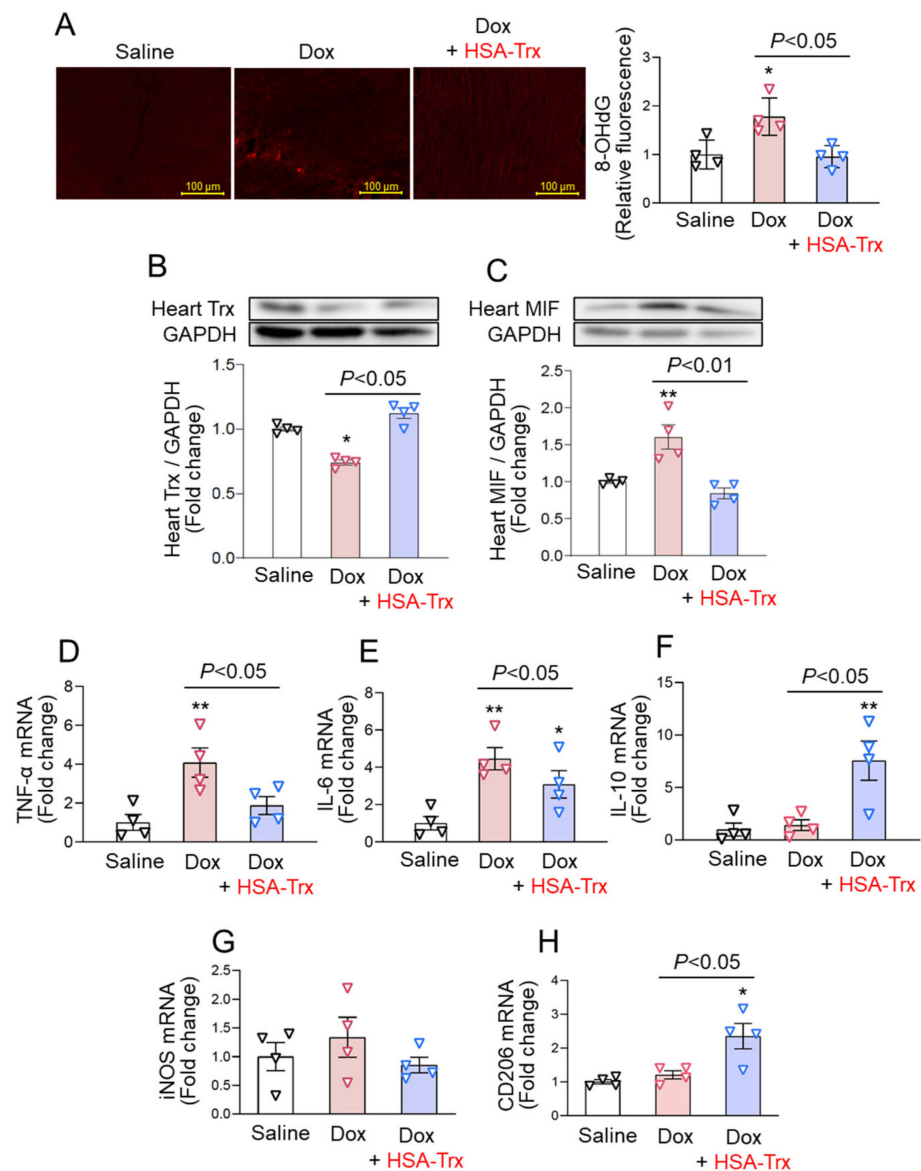 A
Saline
Dox
Dox
+ HSA-Trx
100 μm
100 μm
100 μm
8-OHdG
(Relative fluorescence)
3
2
1
0
P<0.05
*
Saline
Dox
Dox
+ HSA-Trx
B
Heart Trx
GAPDH
Heart Trx / GAPDH
(Fold change)
1.5
1.0
0.5
0.0
P<0.05
*
Saline
Dox
Dox
+ HSA-Trx
C
Heart MIF
GAPDH
Heart MIF / GAPDH
(Fold change)
2.5
2.0
1.5
1.0
0.5
0.0
P<0.01
**
Saline
Dox
Dox
+ HSA-Trx
D
TNF-α mRNA
(Fold change)
8
6
4
2
0
P<0.05
**
Saline
Dox
Dox
+ HSA-Trx
E
IL-6 mRNA
(Fold change)
8
6
4
2
0
P<0.05
**
*
Saline
Dox
Dox
+ HSA-Trx
F
IL-10 mRNA
(Fold change)
15
10
5
0
P<0.05
**
Saline
Dox
Dox
+ HSA-Trx
G
iNOS mRNA
(Fold change)
2.5
2.0
1.5
1.0
0.5
0.0
Saline
Dox
Dox
+ HSA-Trx
H
CD206 mRNA
(Fold change)
4
3
2
1
0
P<0.05
*
Saline
Dox
Dox
+ HSA-Trx